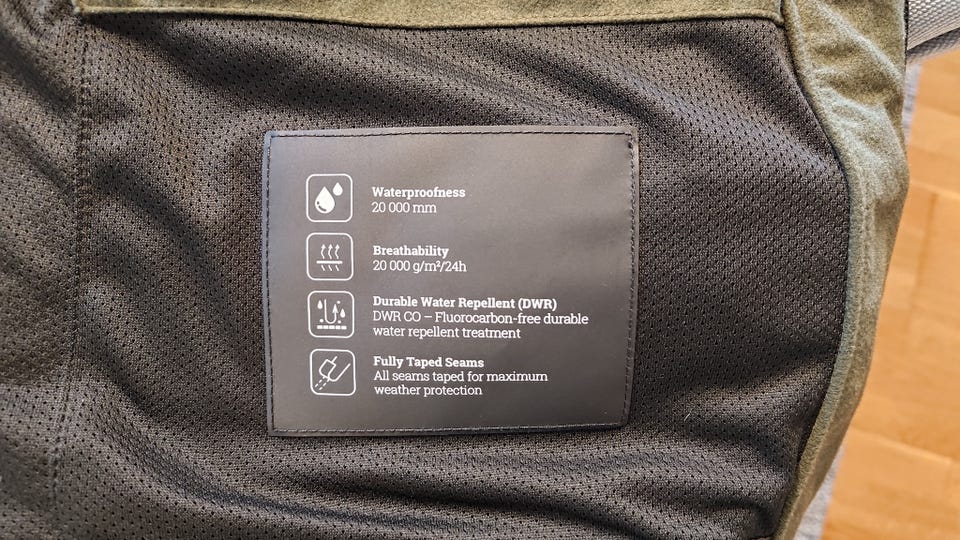 Waterproofness
20 000 mm
Breathability
20 000 g/m²/24h
Durable Water Repellent (DWR)
DWR CO – Fluorocarbon-free durable
water repellent treatment
Fully Taped Seams
All seams taped for maximum
weather protection